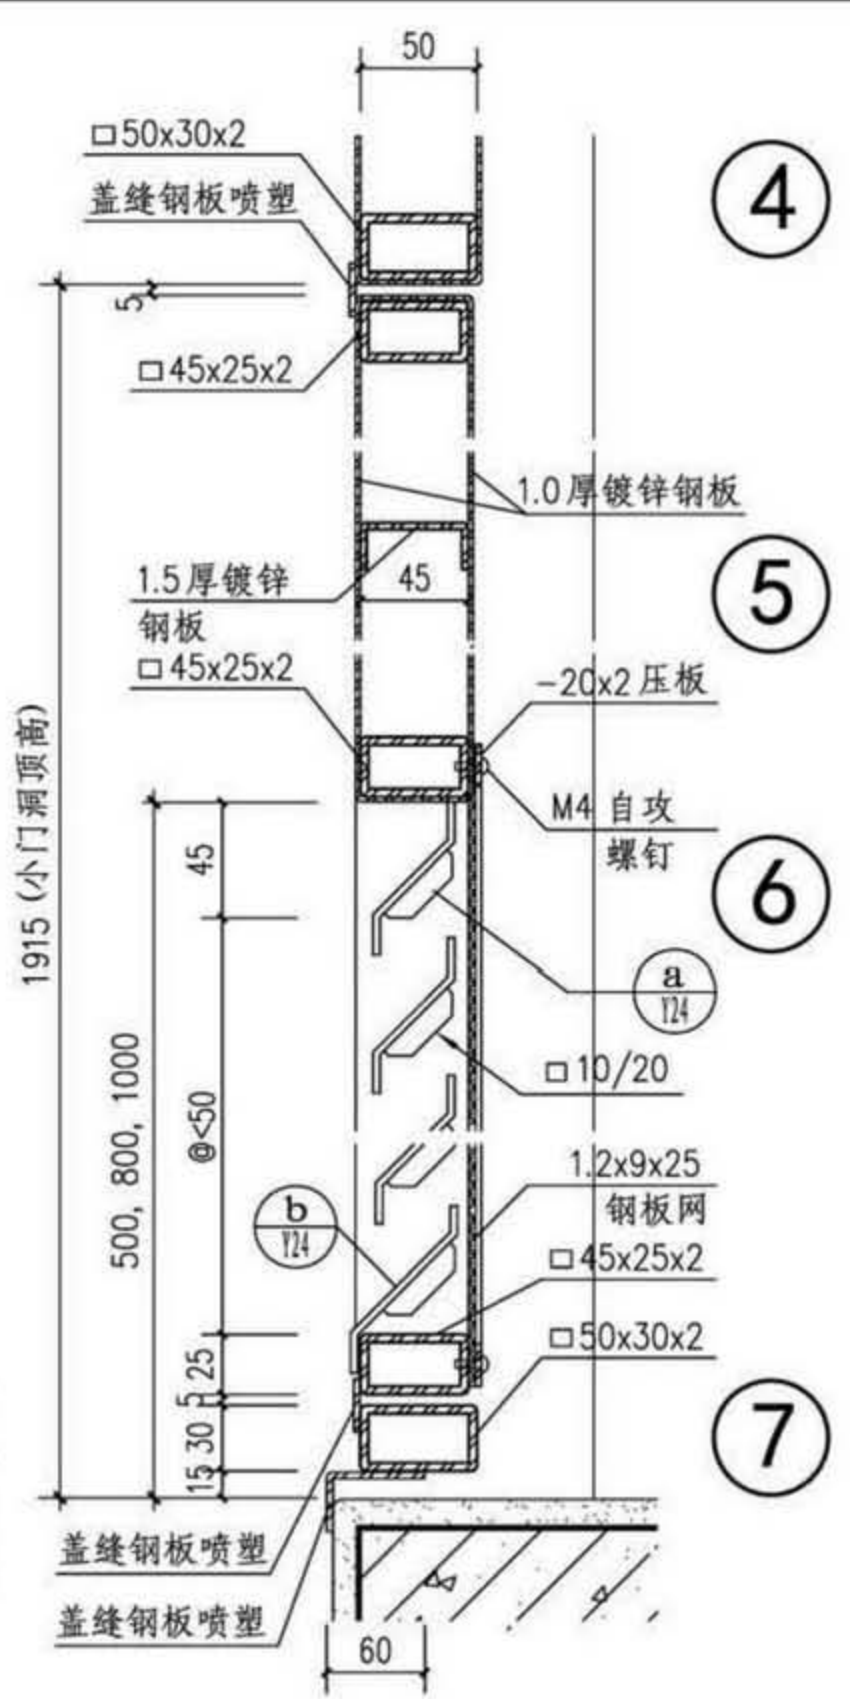 50
□50x30x2
盖缝钢板喷塑
④
5
□45x25x2
1.0厚镀锌钢板
1.5厚镀锌
钢板
45
⑤
□45x25x2
-20x2压板
M4 自攻
螺钉
1915(小门洞顶高)
45
⑥
a
Y24
500, 800, 1000
@<50
□10/20
1.2x9x25
钢板网
b
Y24
□45x25x2
□50x30x2
25
5
30
15
⑦
盖缝钢板喷塑
盖缝钢板喷塑
60